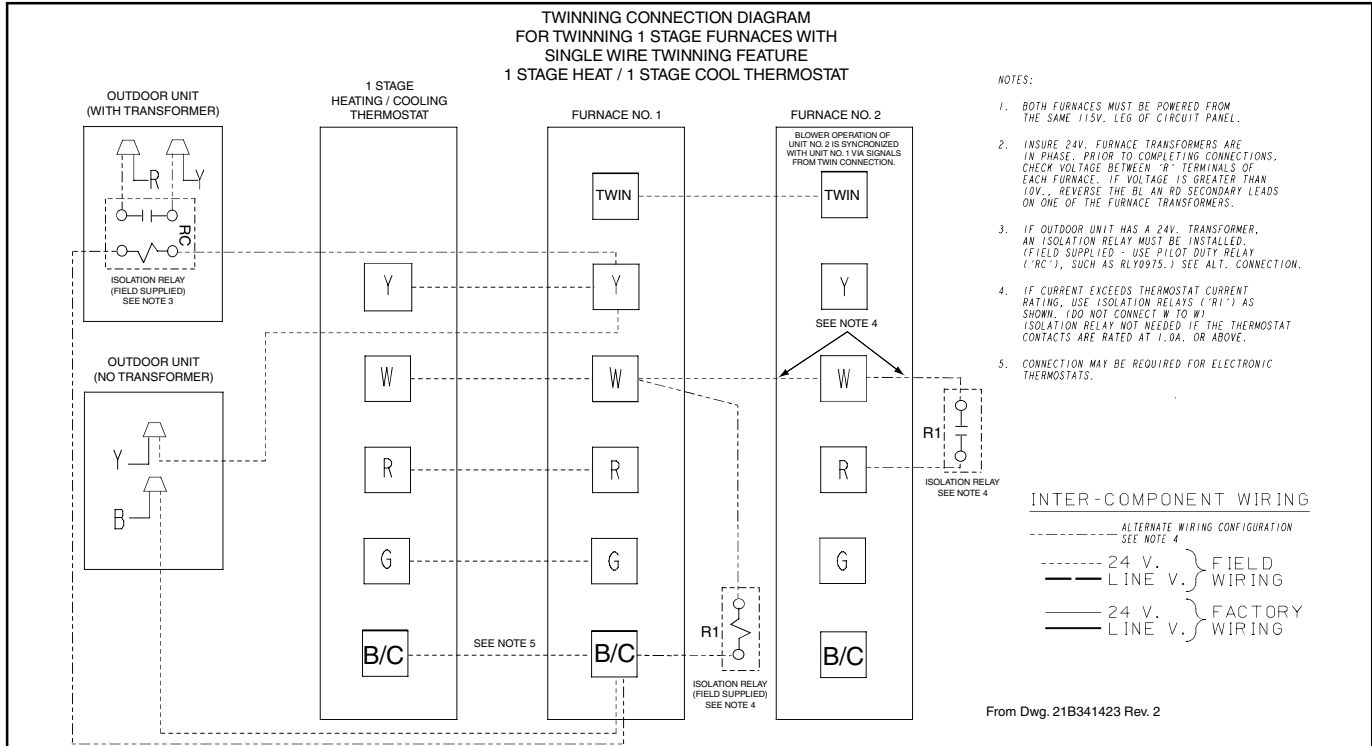 TWINNING CONNECTION DIAGRAM
FOR TWINNING 1 STAGE FURNACES WITH
SINGLE WIRE TWINNING FEATURE
1 STAGE HEAT / 1 STAGE COOL THERMOSTAT
OUTDOOR UNIT
(WITH TRANSFORMER)
R
Y
RC
ISOLATION RELAY
(FIELD SUPPLIED)
SEE NOTE 3
OUTDOOR UNIT
(NO TRANSFORMER)
Y
B
1 STAGE
HEATING / COOLING
THERMOSTAT
Y
W
R
G
B/C
SEE NOTE 5
FURNACE NO. 1
TWIN
Y
W
R
G
B/C
R1
ISOLATION RELAY
(FIELD SUPPLIED)
SEE NOTE 4
FURNACE NO. 2
BLOWER OPERATION OF
UNIT NO. 2 IS SYNCRONIZED
WITH UNIT NO. 1 VIA SIGNALS
FROM TWIN CONNECTION.
TWIN
Y
SEE NOTE 4
W
R
G
B/C
R1
ISOLATION RELAY
SEE NOTE 4
NOTES:
1. BOTH FURNACES MUST BE POWERED FROM
THE SAME 115V. LEG OF CIRCUIT PANEL.
2. INSURE 24V. FURNACE TRANSFORMERS ARE
IN PHASE. PRIOR TO COMPLETING CONNECTIONS,
CHECK VOLTAGE BETWEEN 'R' TERMINALS OF
EACH FURNACE. IF VOLTAGE IS GREATER THAN
10V., REVERSE THE BL AN RD SECONDARY LEADS
ON ONE OF THE FURNACE TRANSFORMERS.
3. IF OUTDOOR UNIT HAS A 24V. TRANSFORMER,
AN ISOLATION RELAY MUST BE INSTALLED.
(FIELD SUPPLIED - USE PILOT DUTY RELAY
('RC'), SUCH AS RLY0975.) SEE ALT. CONNECTION.
4. IF CURRENT EXCEEDS THERMOSTAT CURRENT
RATING, USE ISOLATION RELAYS ('R1') AS
SHOWN. (DO NOT CONNECT W TO W)
ISOLATION RELAY NOT NEEDED IF THE THERMOSTAT
CONTACTS ARE RATED AT 1.0A. OR ABOVE.
5. CONNECTION MAY BE REQUIRED FOR ELECTRONIC
THERMOSTATS.
INTER-COMPONENT WIRING
ALTERNATE WIRING CONFIGURATION
SEE NOTE 4
24 V.
LINE V.
FIELD
WIRING
24 V.
LINE V.
FACTORY
WIRING
From Dwg. 21B341423 Rev. 2